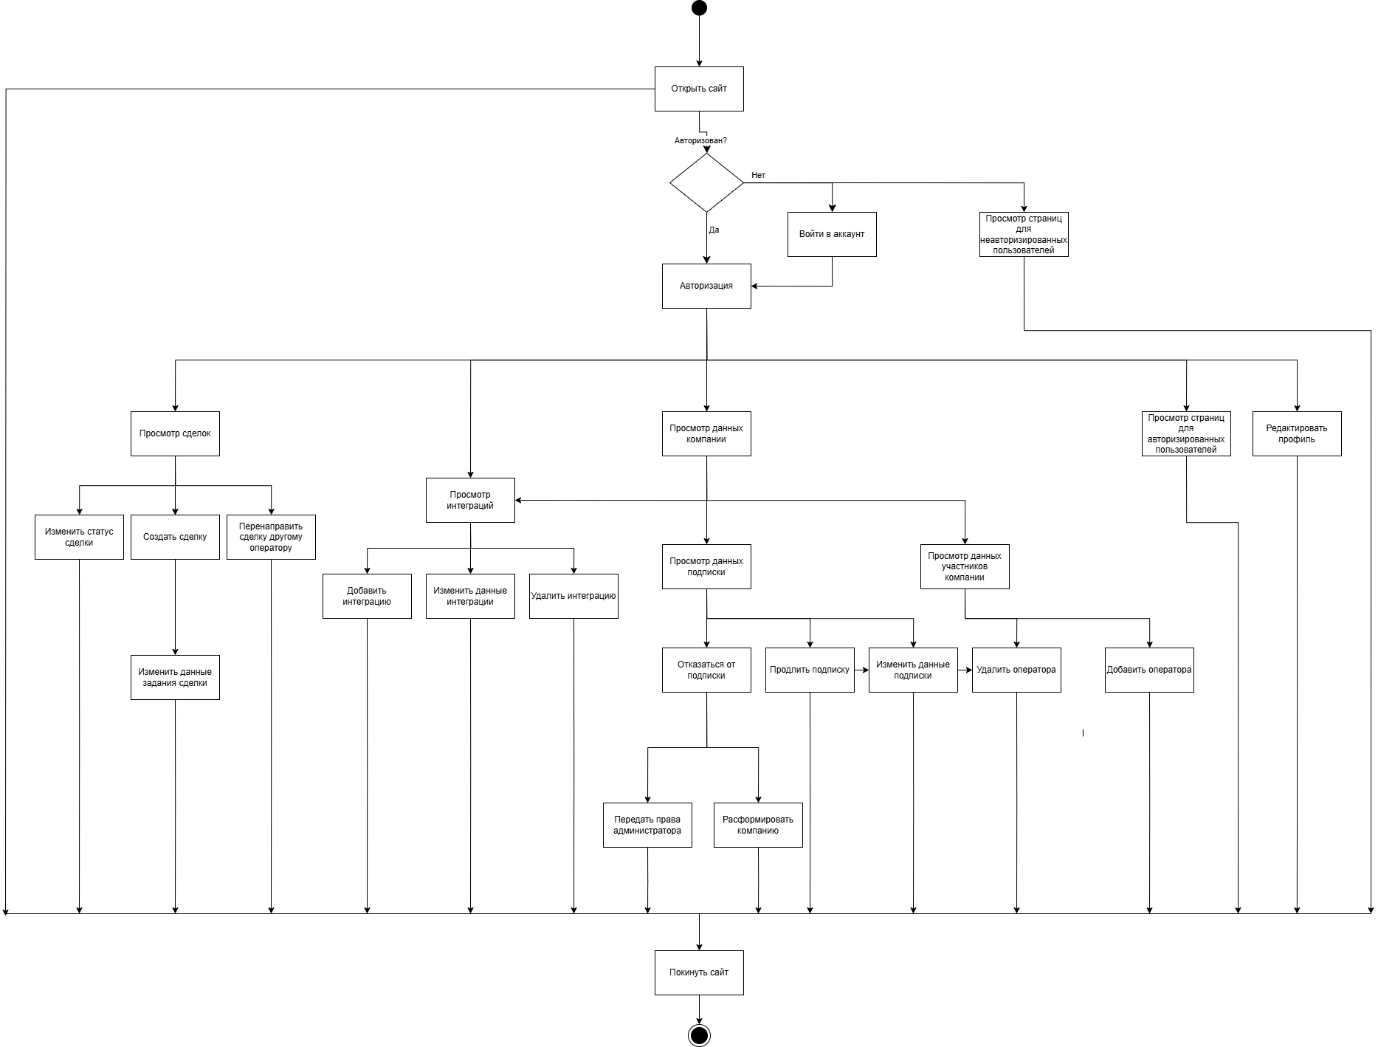 Открыть сайт
Авторизован?
Нет
Да
Войти в аккаунт
Просмотр страниц
для
неавторизированных
пользователей
Авторизация
Просмотр сделок
Просмотр данных
компании
Просмотр страниц
для
авторизированных
пользователей
Редактировать
профиль
Просмотр
интеграций
Изменить статус
сделки
Создать сделку
Перенаправить
сделку другому
оператору
Просмотр данных
подписки
Просмотр данных
участников
компании
Добавить
интеграцию
Изменить данные
интеграции
Удалить интеграцию
Изменить данные
задания сделки
Отказаться от
подписки
Продлить подписку
Изменить данные
подписки
Удалить оператора
Добавить оператора
Передать права
администратора
Расформировать
компанию
Покинуть сайт